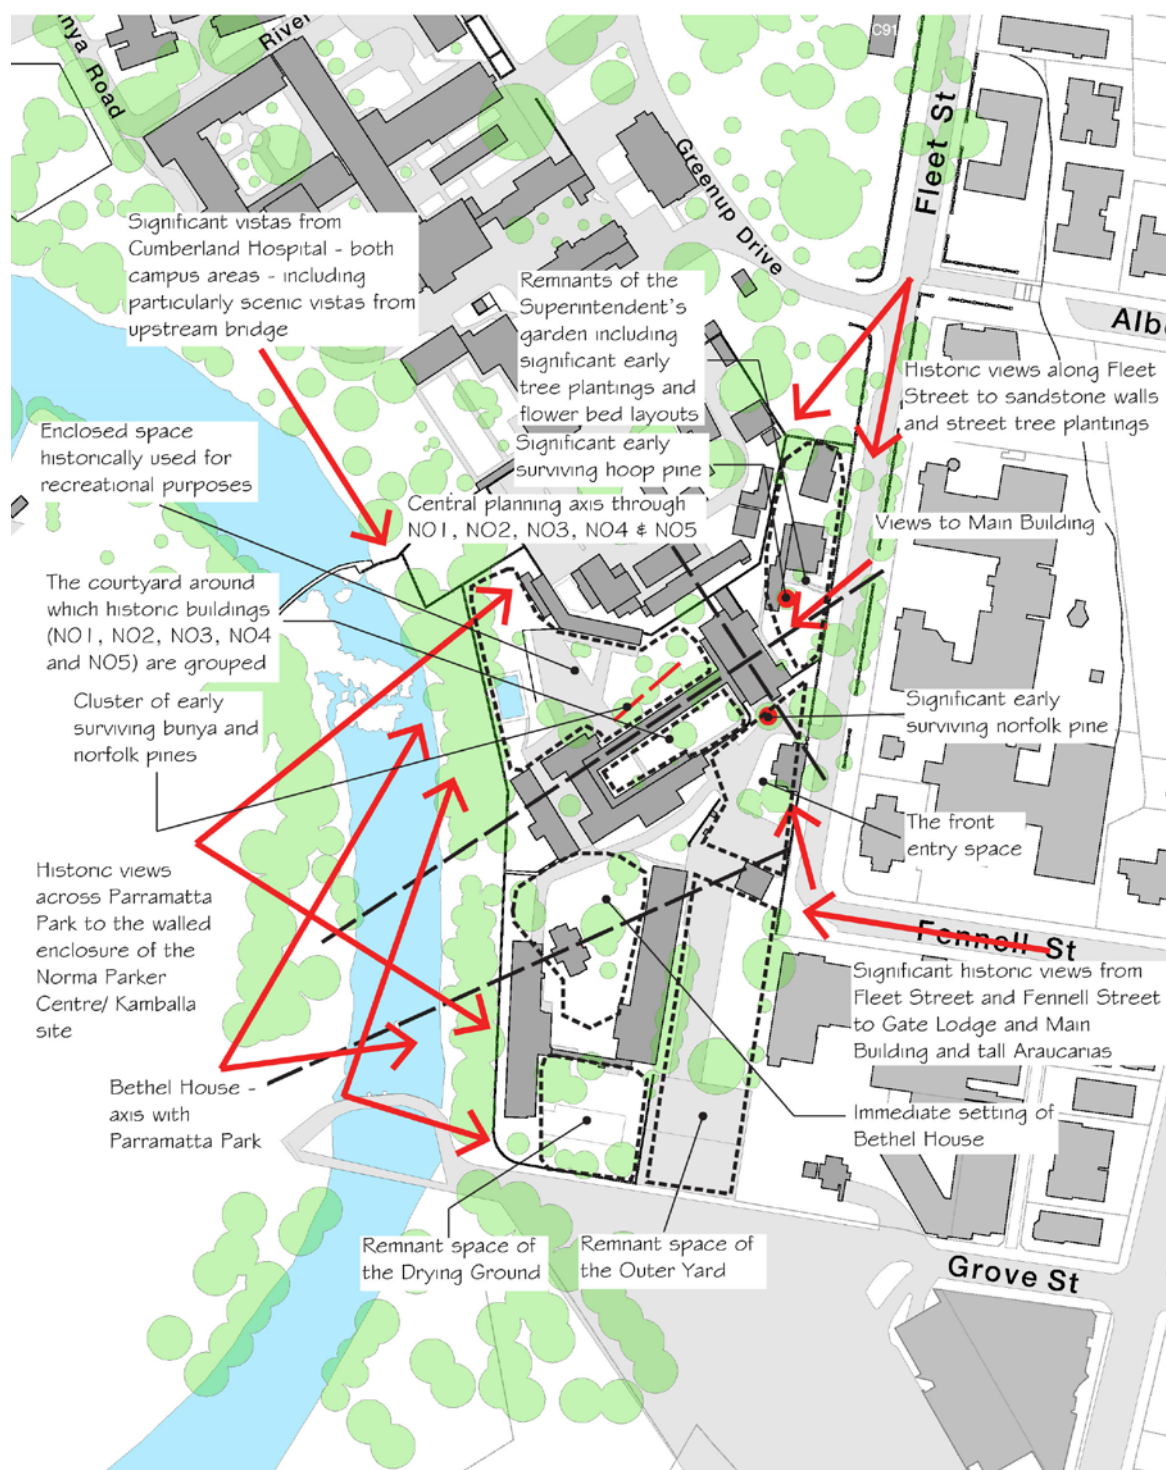 nya Road
River
C91
Fleet St
Greenup Drive
Significant vistas from
Cumberland Hospital - both
campus areas - including
particularly scenic vistas from
upstream bridge
Remnants of the
Superintendent's
garden including
significant early
tree plantings and
flower bed layouts
Alb
Historic views along Fleet
Street to sandstone walls
and street tree plantings
Enclosed space
historically used for
recreational purposes
Significant early
surviving hoop pine
Central planning axis through
NO1, NO2, NO3, NO4 & NO5
Views to Main Building
The courtyard around
which historic buildings
(NO1, NO2, NO3, NO4
and NO5) are grouped
Cluster of early
surviving bunya and
norfolk pines
Significant early
surviving norfolk pine
The front
entry space
Historic views
across Parramatta
Park to the walled
enclosure of the
Norma Parker
Centre/ Kamballa
site
Fennell St
Significant historic views from
Fleet Street and Fennell Street
to Gate Lodge and Main
Building and tall Araucarias
Bethel House -
axis with
Parramatta Park
Immediate setting of
Bethel House
Remnant space of
the Drying Ground
Remnant space of
the Outer Yard
Grove St